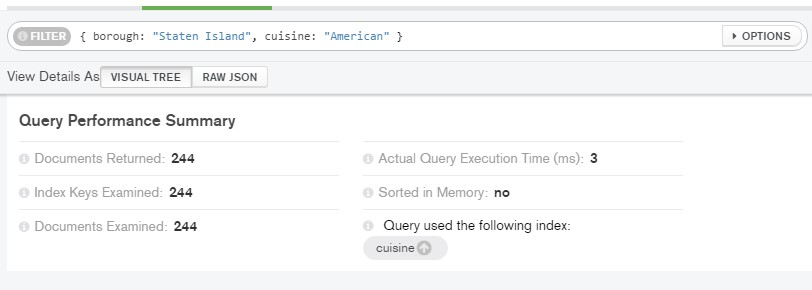 FILTER { borough: "Staten Island", cuisine: "American" } OPTIONS
View Details As VISUAL TREE RAW JSON
Query Performance Summary
Documents Returned: 244 Actual Query Execution Time (ms): 3
Index Keys Examined: 244 Sorted in Memory: no
Documents Examined: 244 Query used the following index:
cuisine